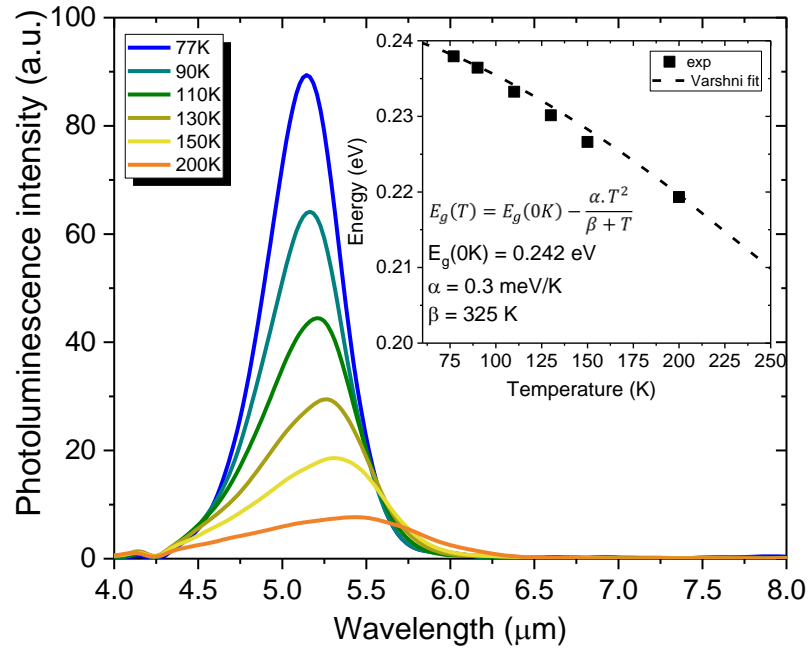 Photoluminescence intensity (a.u.)
100
80
60
40
20
0
4.0 4.5 5.0 5.5 6.0 6.5 7.0 7.5 8.0
Wavelength (μm)
77K
90K
110K
130K
150K
200K
Energy (eV)
0.24
0.23
0.22
0.21
0.20
75 100 125 150 175 200 225 250
Temperature (K)
exp
Varshni fit
E_g(T) = E_g(0K) − α.T² / β + T
E_g(0K) = 0.242 eV
α = 0.3 meV/K
β = 325 K